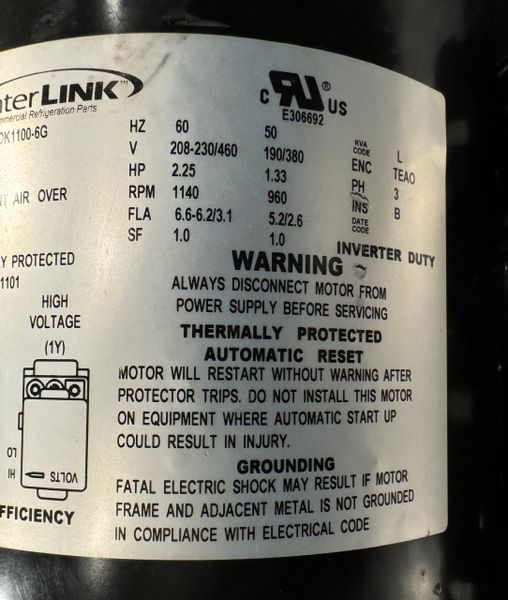 nterLINK™
mmercial Refrigeration Parts
DK1100-6G
C RU ® US
E306692
HZ 60 50
V 208-230/460 190/380 KVA CODE L
HP 2.25 1.33 ENC TEAO
RPM 1140 960 PH 3
FLA 6.6-6.2/3.1 5.2/2.6 INS B
SF 1.0 1.0 DATE CODE
AIR OVER
INVERTER DUTY
Y PROTECTED
1101
WARNING
ALWAYS DISCONNECT MOTOR FROM
POWER SUPPLY BEFORE SERVICING
THERMALLY PROTECTED
AUTOMATIC RESET
MOTOR WILL RESTART WITHOUT WARNING AFTER
PROTECTOR TRIPS. DO NOT INSTALL THIS MOTOR
ON EQUIPMENT WHERE AUTOMATIC START UP
COULD RESULT IN INJURY.
GROUNDING
FATAL ELECTRIC SHOCK MAY RESULT IF MOTOR
FRAME AND ADJACENT METAL IS NOT GROUNDED
IN COMPLIANCE WITH ELECTRICAL CODE
HIGH
VOLTAGE
(1Y)
LO
HI
VOLTS
FFICIENCY